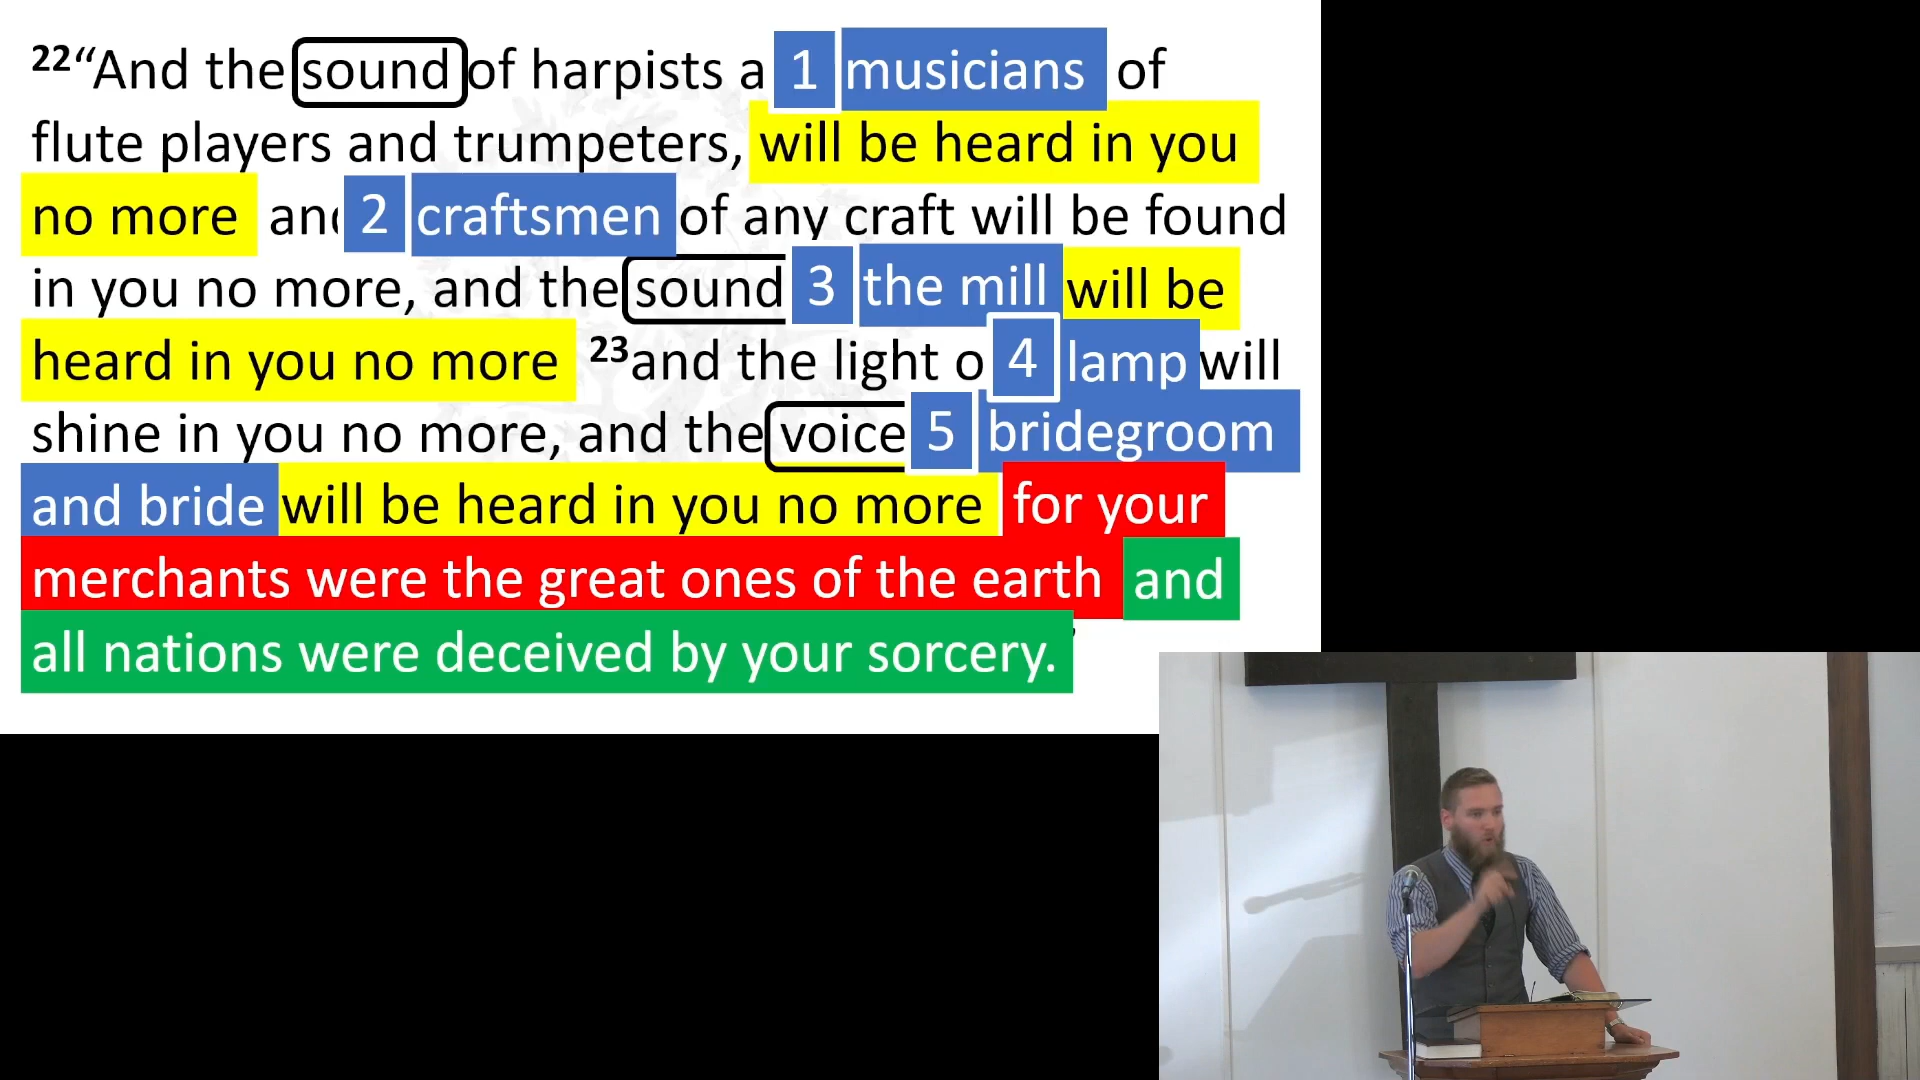 22“And the sound of harpists a 1 musicians of
flute players and trumpeters, will be heard in you
no more and 2 craftsmen of any craft will be found
in you no more, and the sound 3 the mill will be
heard in you no more 23and the light o 4 lamp will
shine in you no more, and the voice 5 bridegroom
and bride will be heard in you no more for your
merchants were the great ones of the earth and
all nations were deceived by your sorcery.